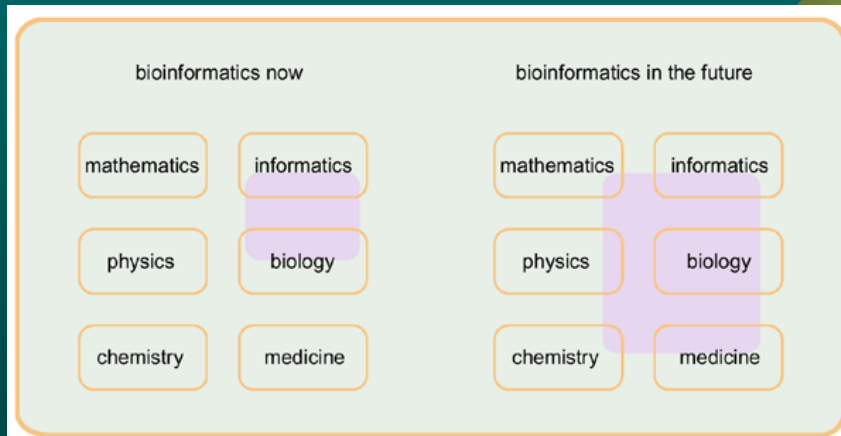 bioinformatics now
mathematics
informatics
physics
biology
chemistry
medicine
bioinformatics in the future
mathematics
informatics
physics
biology
chemistry
medicine